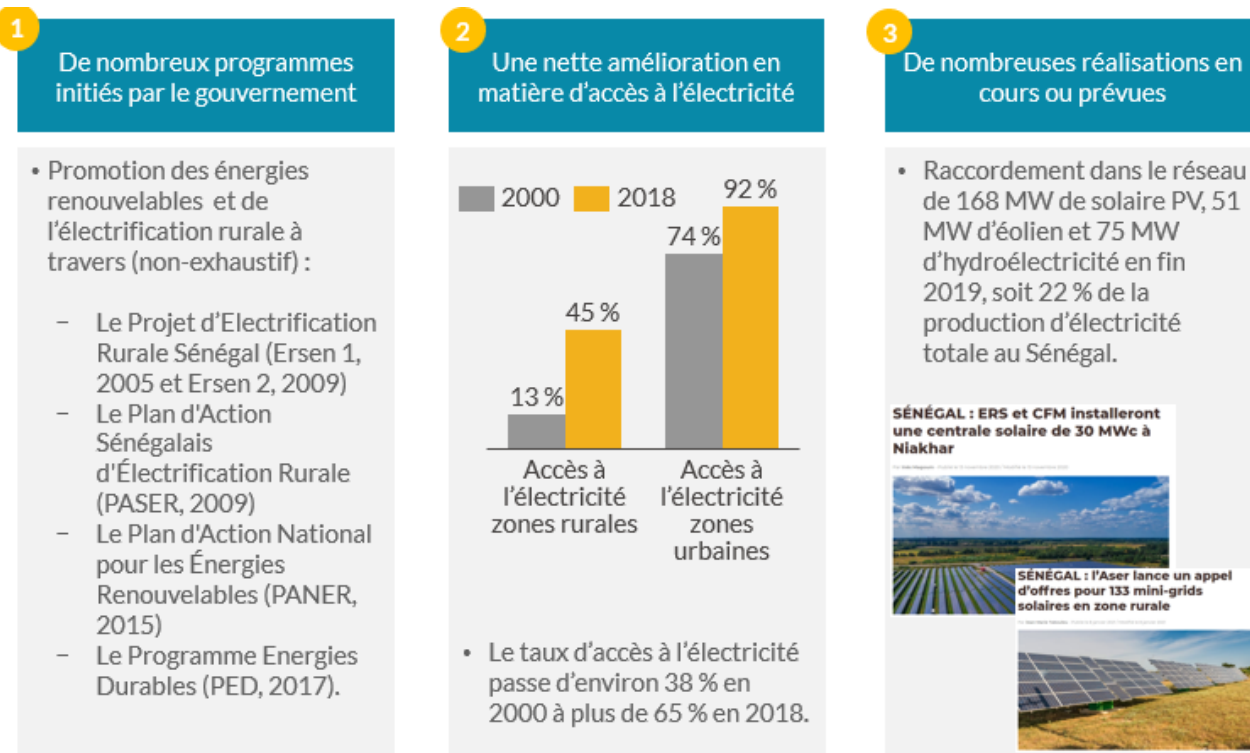 1
De nombreux programmes
initiés par le gouvernement
• Promotion des énergies
renouvelables et de
l'électrification rurale à
travers (non-exhaustif) :
– Le Projet d'Electrification
Rurale Sénégal (Ersen 1,
2005 et Ersen 2, 2009)
– Le Plan d'Action
Sénégalais
d'Électrification Rurale
(PASER, 2009)
– Le Plan d'Action National
pour les Énergies
Renouvelables (PANER,
2015)
– Le Programme Energies
Durables (PED, 2017).
2
Une nette amélioration en
matière d'accès à l'électricité
2000 2018
13 %
45 %
74 %
92 %
Accès à
l'électricité
zones rurales
Accès à
l'électricité
zones
urbaines
• Le taux d'accès à l'électricité
passe d'environ 38 % en
2000 à plus de 65 % en 2018.
3
De nombreuses réalisations en
cours ou prévues
• Raccordement dans le réseau
de 168 MW de solaire PV, 51
MW d'éolien et 75 MW
d'hydroélectricité en fin
2019, soit 22 % de la
production d'électricité
totale au Sénégal.
SÉNÉGAL : ERS et CFM installeront
une centrale solaire de 30 MWc à
Niakhar
SÉNÉGAL : l'Aser lance un appel
d'offres pour 133 mini-grids
solaires en zone rurale